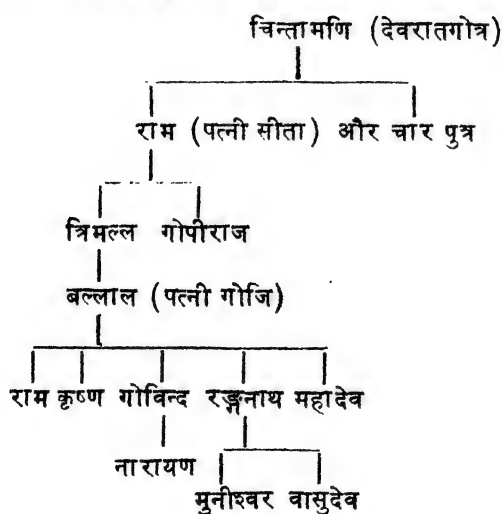 चिन्तामणि (देवरातगोत्र)
राम (पत्नी सीता) और चार पुत्र
त्रिमल्ल गोपीराज
बल्लाल (पत्नी गोजि)
राम कृष्ण गोविन्द रङ्गनाथ महादेव
नारायण
मुनीश्वर वासुदेव